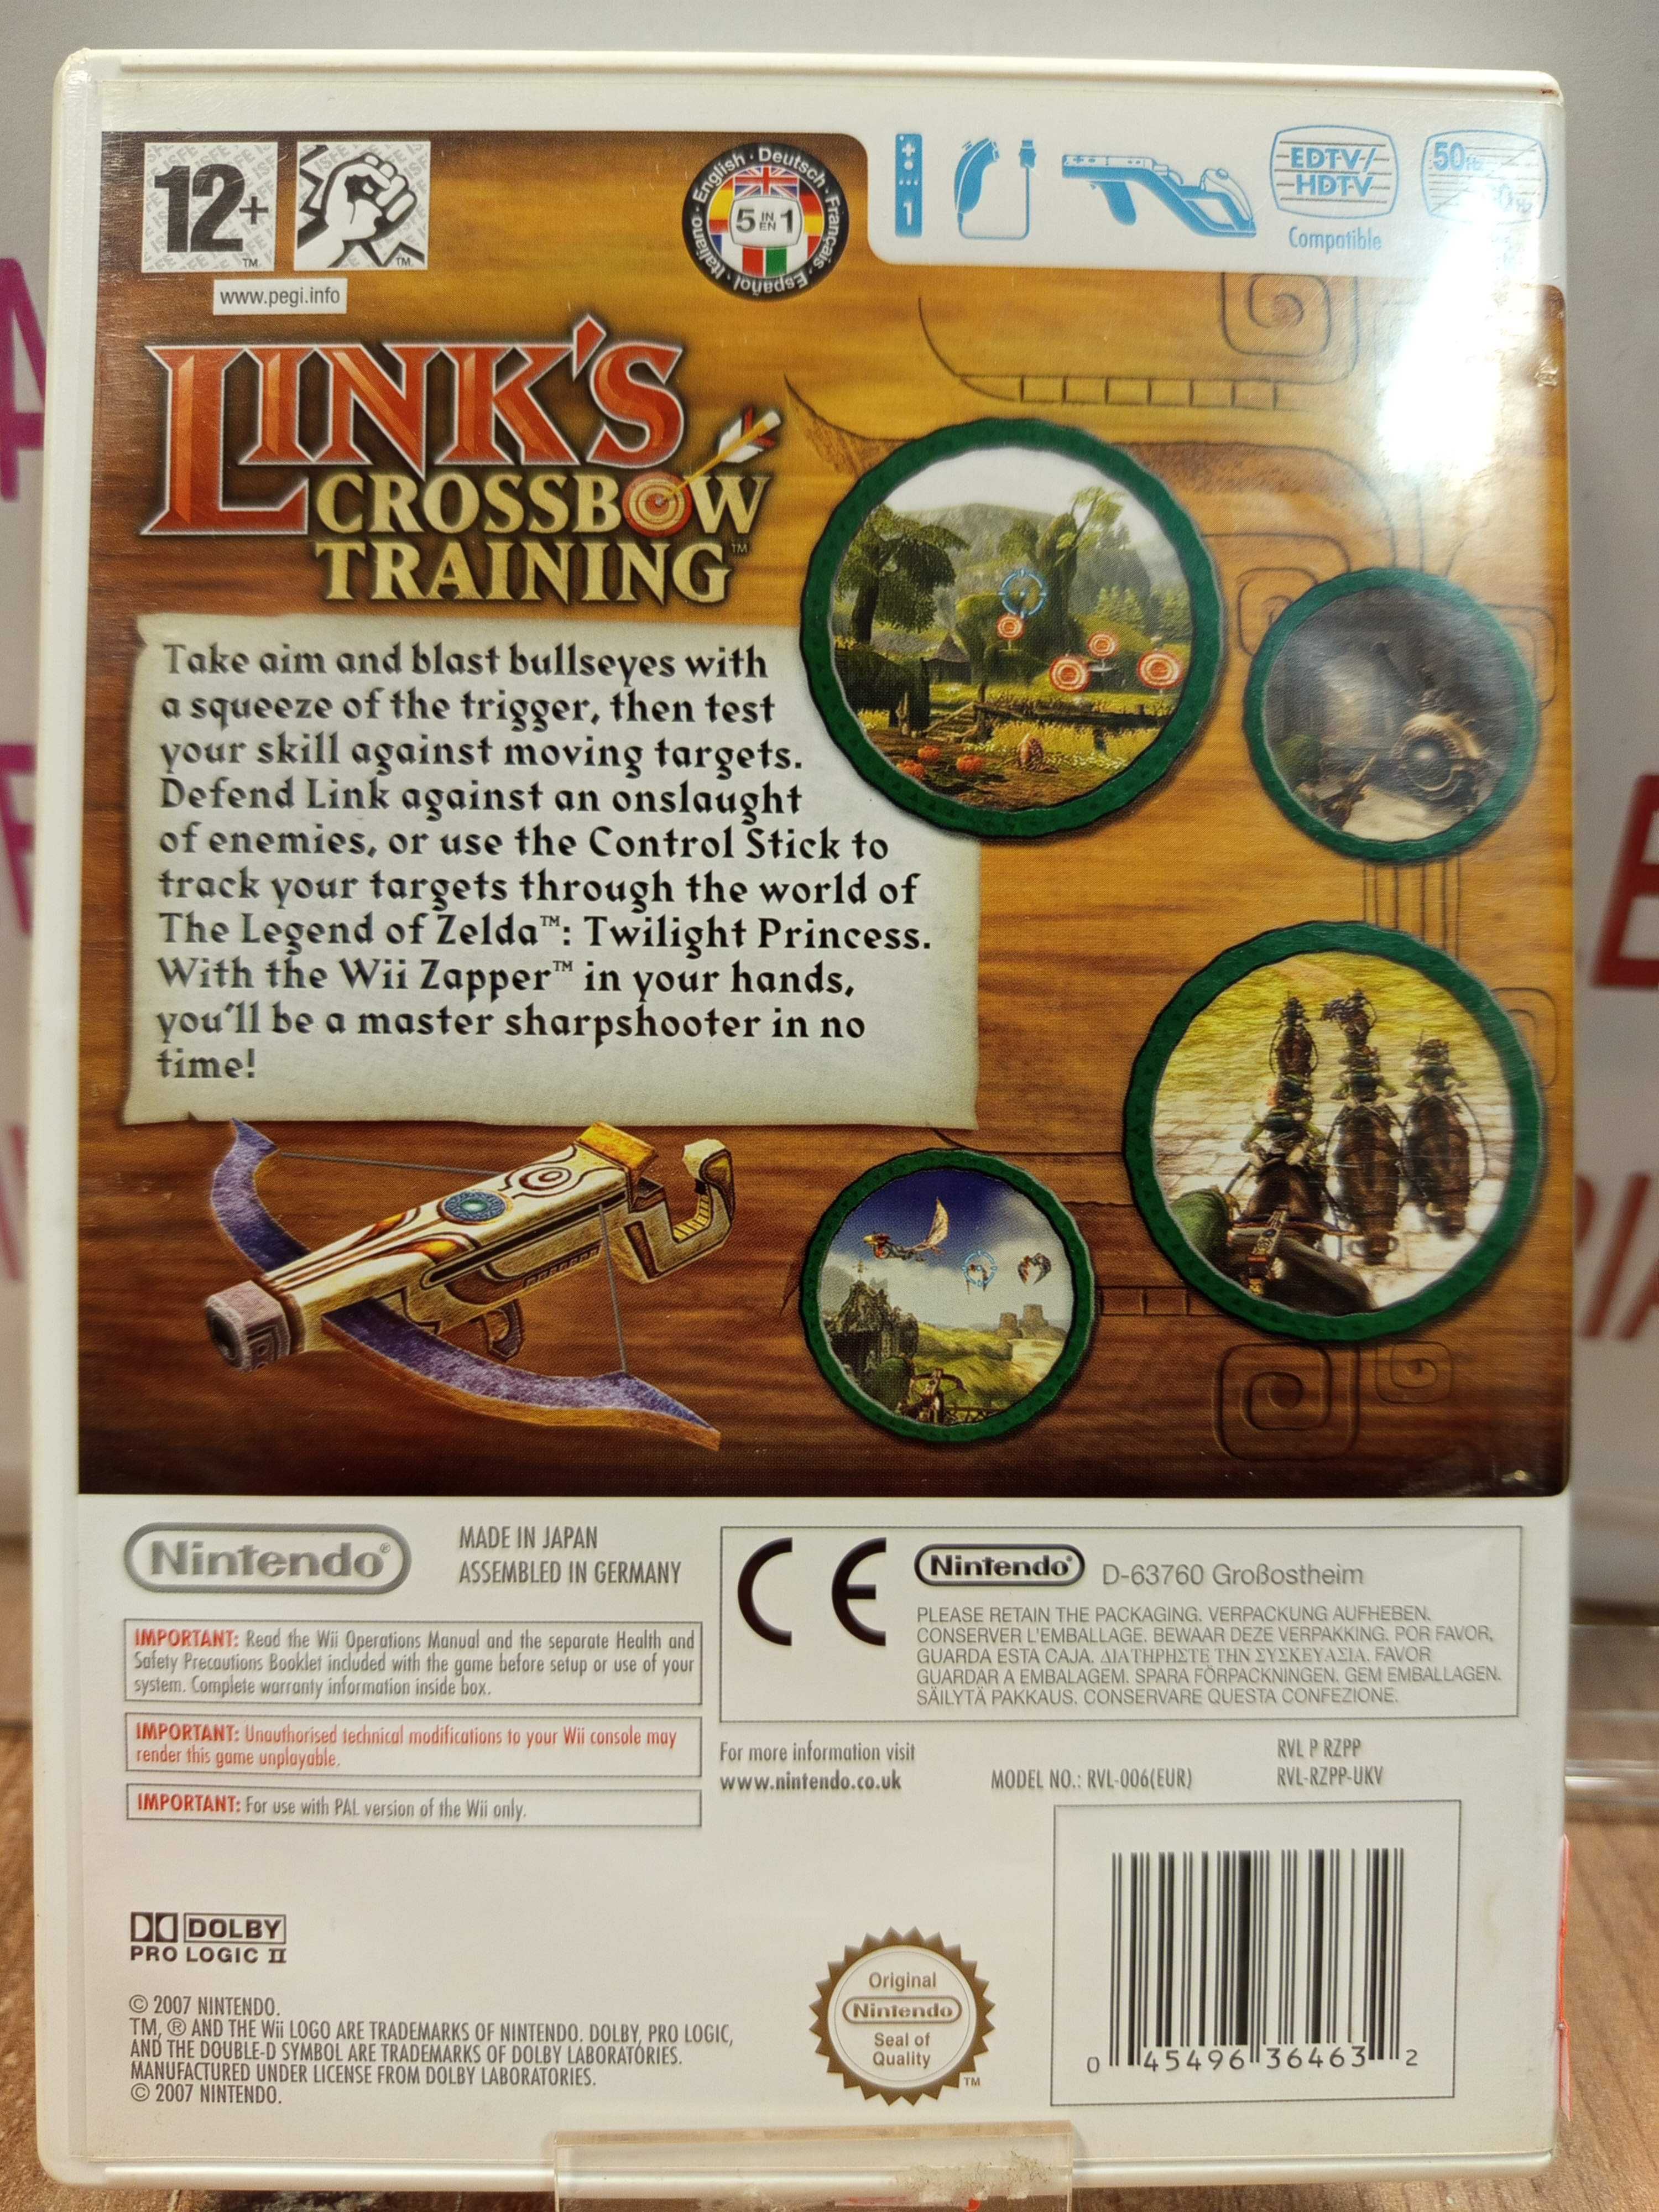 12+
TM
TM
www.pegi.info
English · Deutsch · Français · Español · Italiano
5 IN EN 1
1
EDTV/
HDTV
Compatible
50
LINK'S
CROSSBOW
TRAINING™
Take aim and blast bullseyes with
a squeeze of the trigger, then test
your skill against moving targets.
Defend Link against an onslaught
of enemies, or use the Control Stick to
track your targets through the world of
The Legend of Zelda™: Twilight Princess.
With the Wii Zapper™ in your hands,
you'll be a master sharpshooter in no
time!
Nintendo®
MADE IN JAPAN
ASSEMBLED IN GERMANY
IMPORTANT: Read the Wii Operations Manual and the separate Health and
Safety Precautions Booklet included with the game before setup or use of your
system. Complete warranty information inside box.
IMPORTANT: Unauthorised technical modifications to your Wii console may
render this game unplayable.
IMPORTANT: For use with PAL version of the Wii only.
CE
Nintendo® D-63760 Großostheim
PLEASE RETAIN THE PACKAGING. VERPACKUNG AUFHEBEN.
CONSERVER L'EMBALLAGE. BEWAAR DEZE VERPAKKING. POR FAVOR,
GUARDA ESTA CAJA. ΔΙΑΤΗΡΗΣΤΕ ΤΗΝ ΣΥΣΚΕΥΑΣΙΑ. FAVOR
GUARDAR A EMBALAGEM. SPARA FÖRPACKNINGEN. GEM EMBALLAGEN.
SÄILYTÄ PAKKAUS. CONSERVARE QUESTA CONFEZIONE.
For more information visit
www.nintendo.co.uk
MODEL NO.: RVL-006(EUR)
RVL P RZPP
RVL-RZPP-UKV
DOLBY
PRO LOGIC II
© 2007 NINTENDO.
TM, ® AND THE Wii LOGO ARE TRADEMARKS OF NINTENDO. DOLBY, PRO LOGIC,
AND THE DOUBLE-D SYMBOL ARE TRADEMARKS OF DOLBY LABORATORIES.
MANUFACTURED UNDER LICENSE FROM DOLBY LABORATORIES.
© 2007 NINTENDO.
Original
Nintendo
Seal of
Quality
TM
0 45496 36463 2